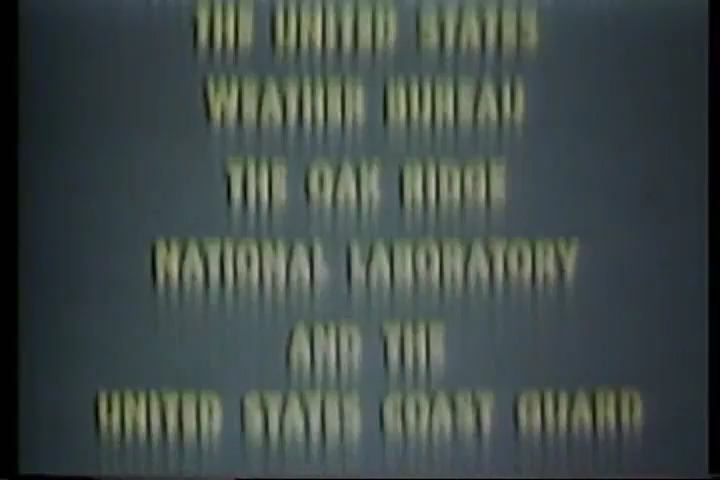 THE UNITED STATES
WEATHER BUREAU
THE OAK RIDGE
NATIONAL LABORATORY
AND THE
UNITED STATES COAST GUARD